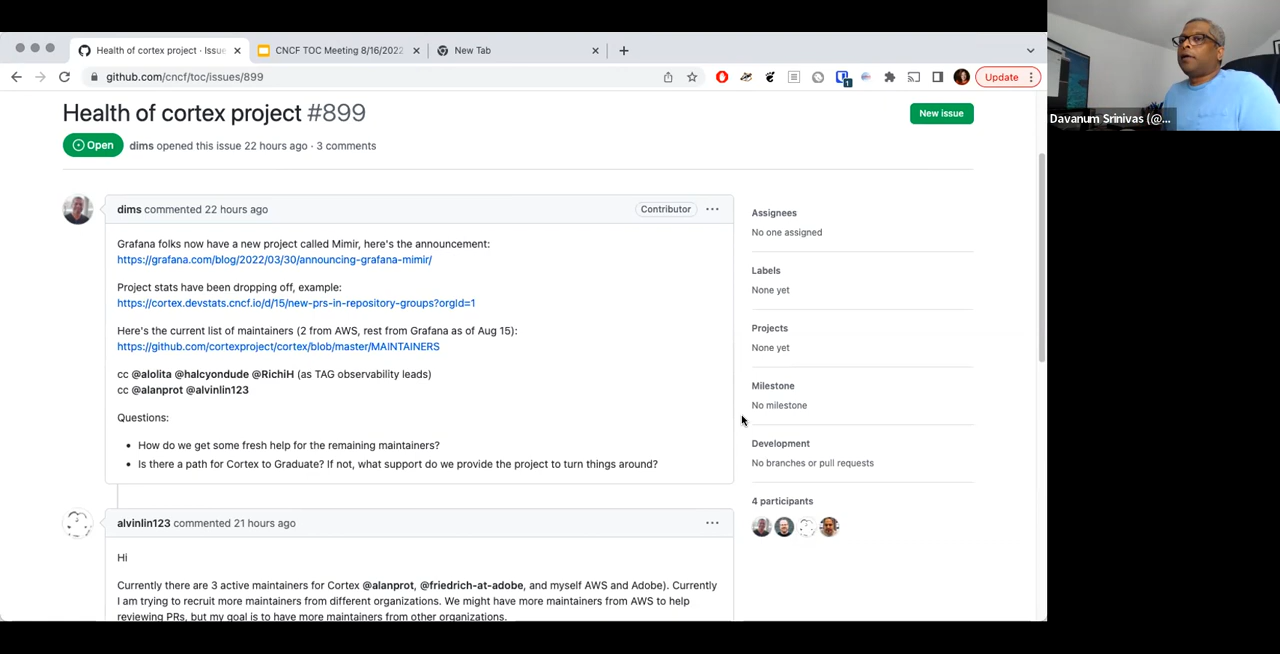 Health of cortex project · Issue
CNCF TOC Meeting 8/16/2022
New Tab
github.com/cncf/toc/issues/899
1
Update
Davanum Srinivas (@...
Health of cortex project #899
New issue
Open
dims opened this issue 22 hours ago · 3 comments
dims commented 22 hours ago
Contributor
Grafana folks now have a new project called Mimir, here's the announcement:
https://grafana.com/blog/2022/03/30/announcing-grafana-mimir/
Project stats have been dropping off, example:
https://cortex.devstats.cncf.io/d/15/new-prs-in-repository-groups?orgId=1
Here's the current list of maintainers (2 from AWS, rest from Grafana as of Aug 15):
https://github.com/cortexproject/cortex/blob/master/MAINTAINERS
cc @alolita @halcyondude @RichiH (as TAG observability leads)
cc @alanprot @alvinlin123
Questions:
• How do we get some fresh help for the remaining maintainers?
• Is there a path for Cortex to Graduate? If not, what support do we provide the project to turn things around?
Assignees
No one assigned
Labels
None yet
Projects
None yet
Milestone
No milestone
Development
No branches or pull requests
4 participants
alvinlin123 commented 21 hours ago
Hi
Currently there are 3 active maintainers for Cortex @alanprot, @friedrich-at-adobe, and myself AWS and Adobe). Currently
I am trying to recruit more maintainers from different organizations. We might have more maintainers from AWS to help
reviewing PRs, but my goal is to have more maintainers from other organizations.